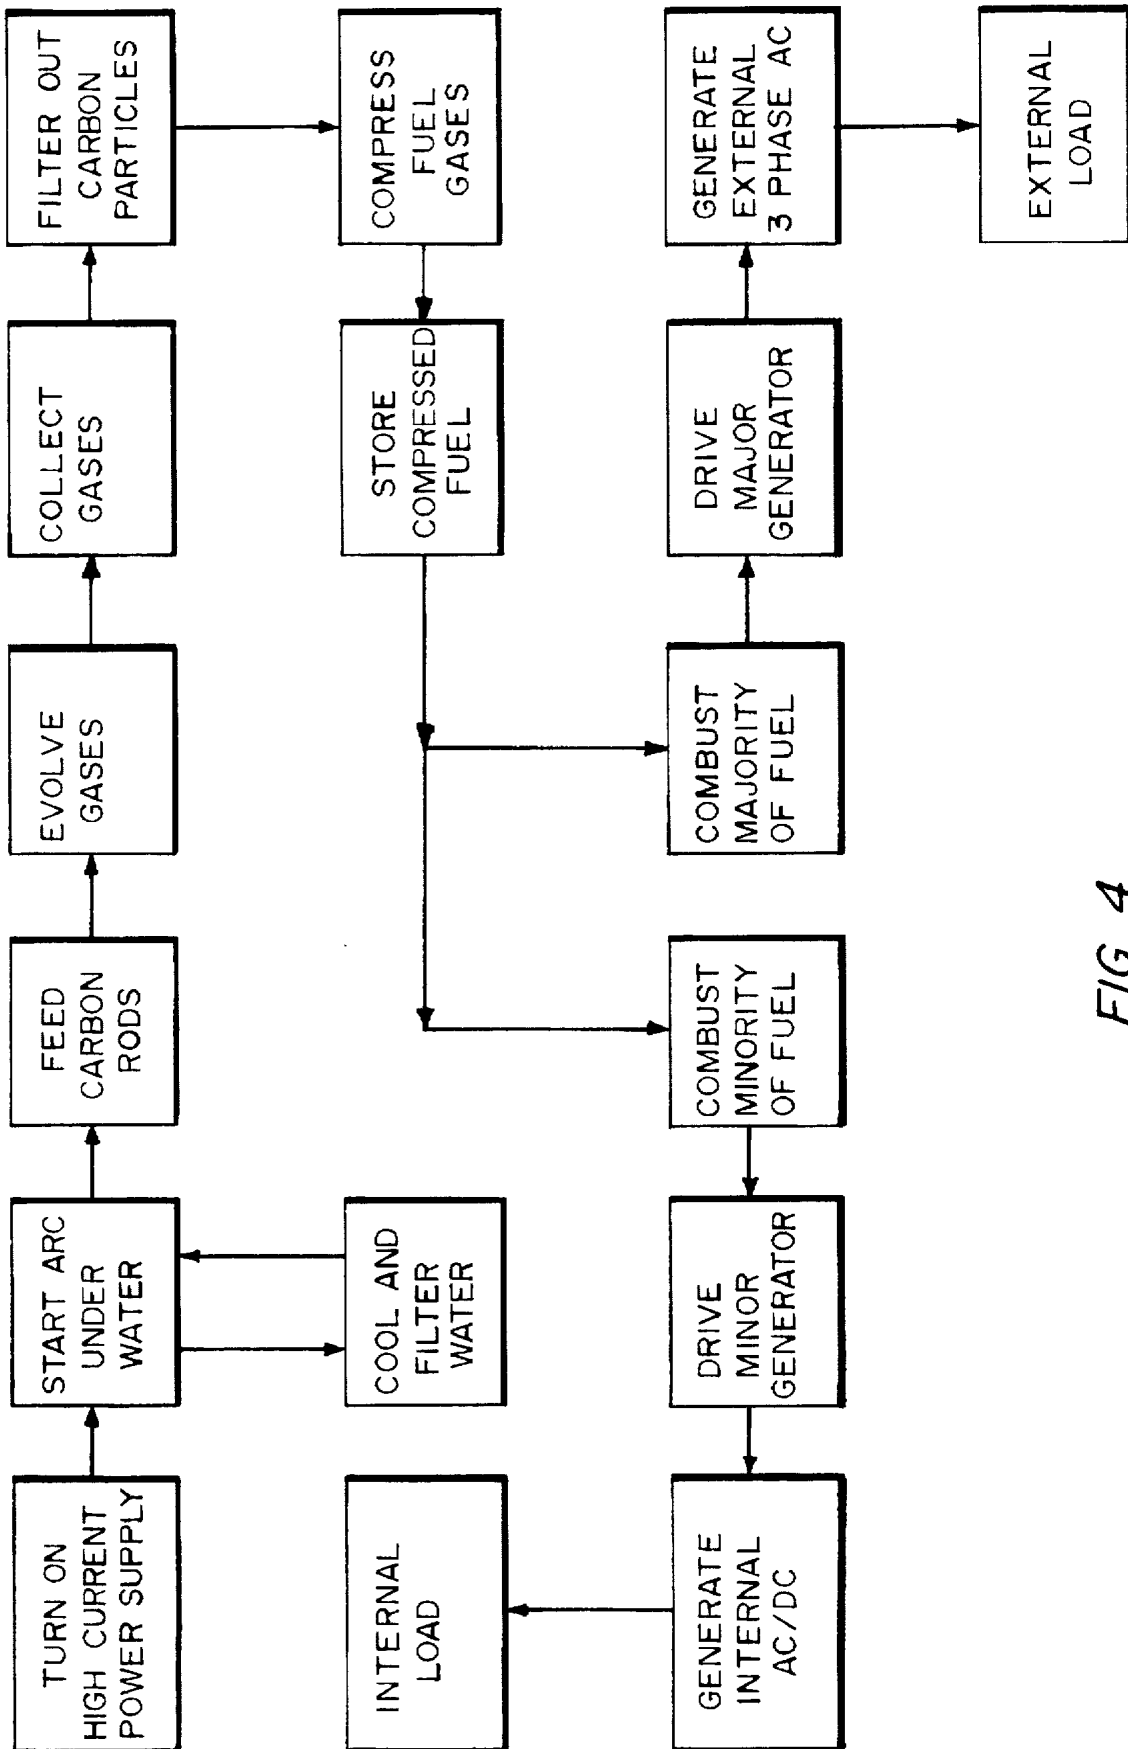 TURN ON
HIGH CURRENT
POWER SUPPLY
START ARC
UNDER
WATER
FEED
CARBON
RODS
EVOLVE
GASES
COLLECT
GASES
FILTER OUT
CARBON
PARTICLES
INTERNAL
LOAD
COOL AND
FILTER
WATER
STORE
COMPRESSED
FUEL
COMPRESS
FUEL
GASES
GENERATE
INTERNAL
AC/DC
DRIVE
MINOR
GENERATOR
COMBUST
MINORITY
OF FUEL
COMBUST
MAJORITY
OF FUEL
DRIVE
MAJOR
GENERATOR
GENERATE
EXTERNAL
3 PHASE AC
EXTERNAL
LOAD
FIG. 4